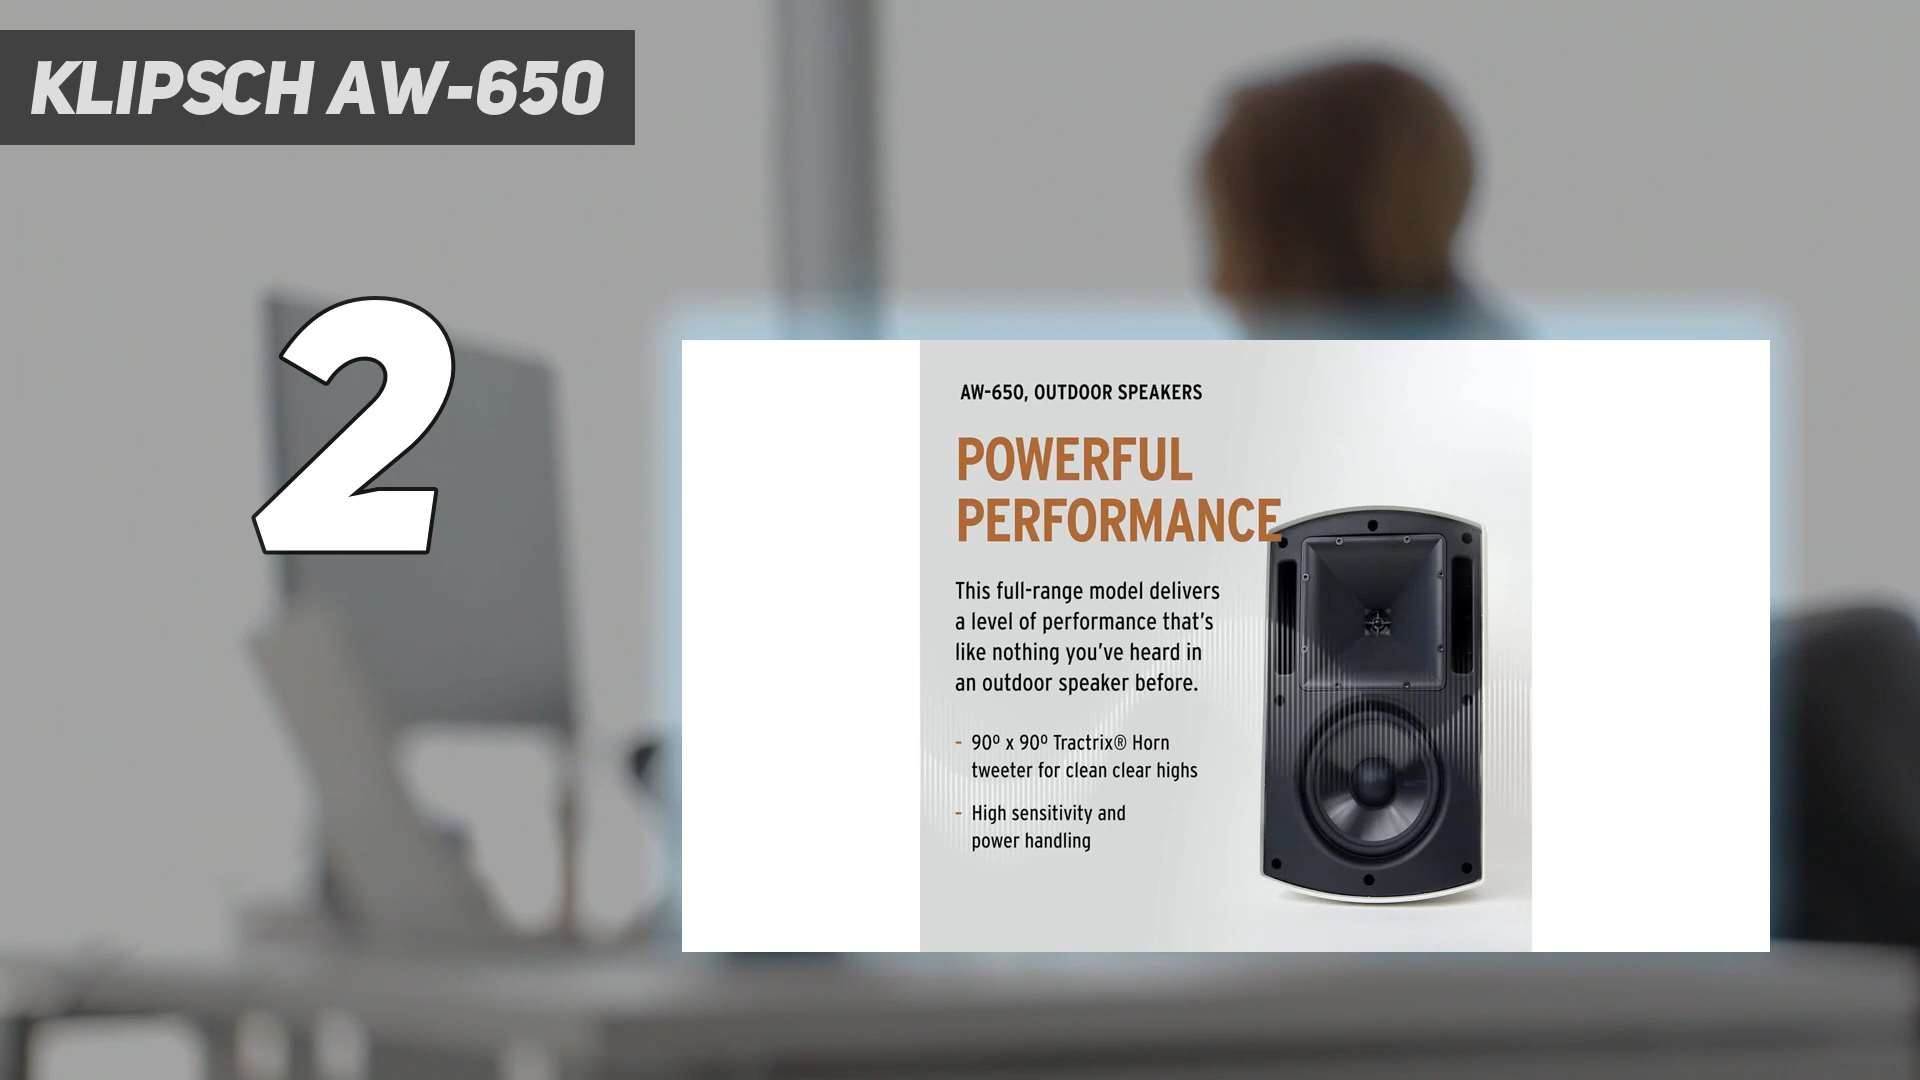 KLIPSCH AW-650
2
AW-650, OUTDOOR SPEAKERS
POWERFUL
PERFORMANCE
This full-range model delivers
a level of performance that's
like nothing you've heard in
an outdoor speaker before.
- 90º x 90º Tractrix® Horn
tweeter for clean clear highs
- High sensitivity and
power handling